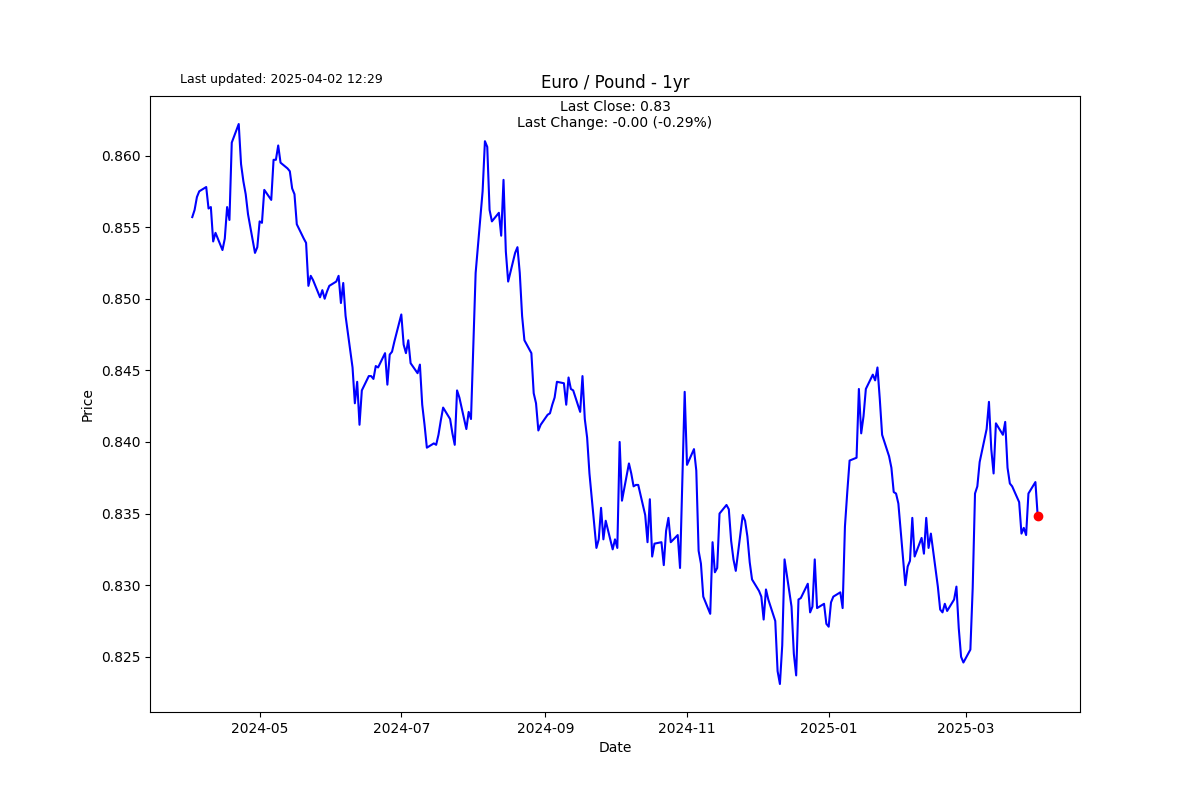 Last updated: 2025-04-02 12:29
Euro / Pound - 1yr
Last Close: 0.83
Last Change: -0.00 (-0.29%)
0.860
0.855
0.850
0.845
0.840
0.835
0.830
0.825
Price
2024-05
2024-07
2024-09
2024-11
2025-01
2025-03
Date